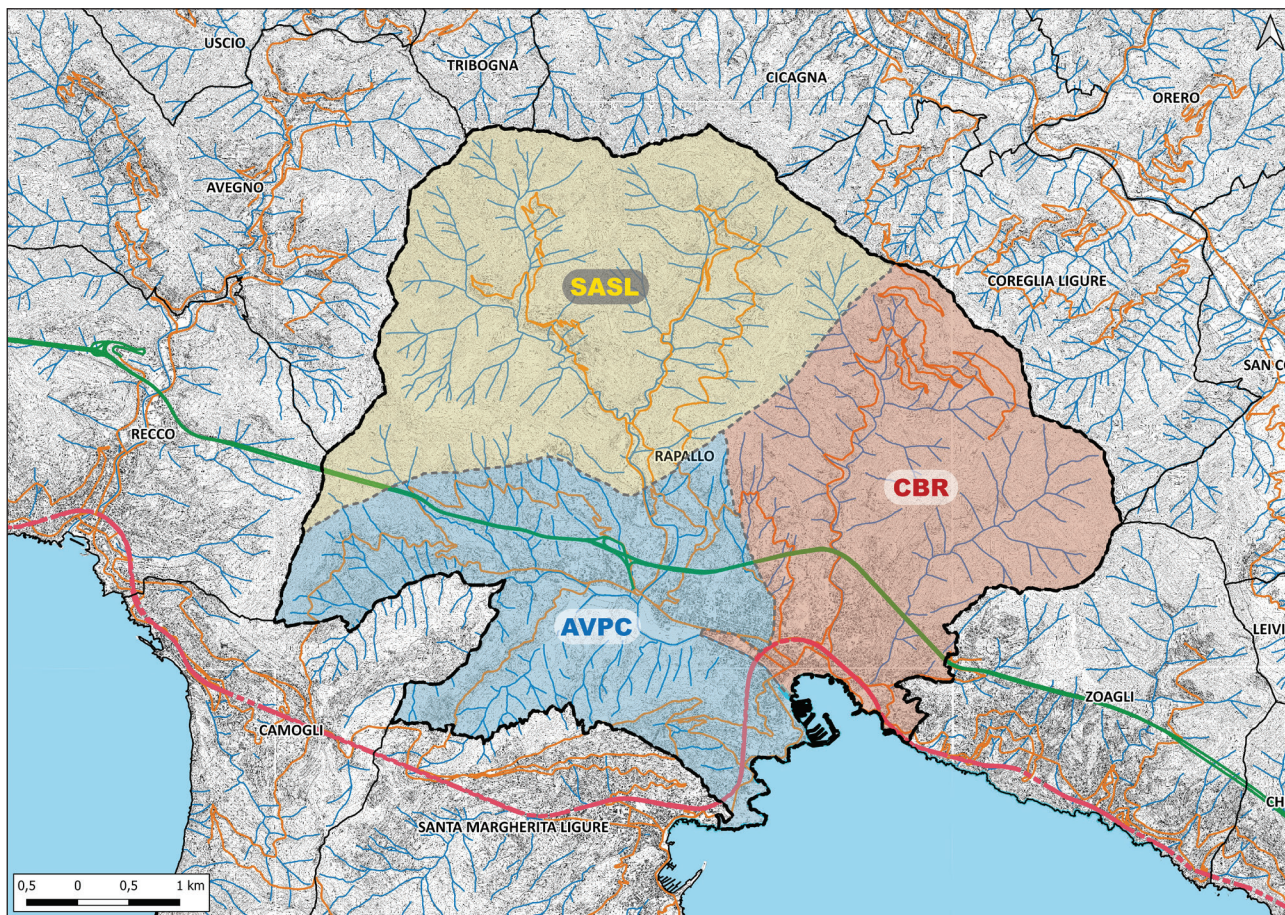 USCIO
TRIBOGNA
CICAGNA
ORERO
AVEGNO
SASL
COREGLIA LIGURE
SAN CO
RECCO
RAPALLO
CBR
AVPC
LEIVI
ZOAGLI
CAMOGLI
CH
SANTA MARGHERITA LIGURE
0,5 0 0,5 1 km